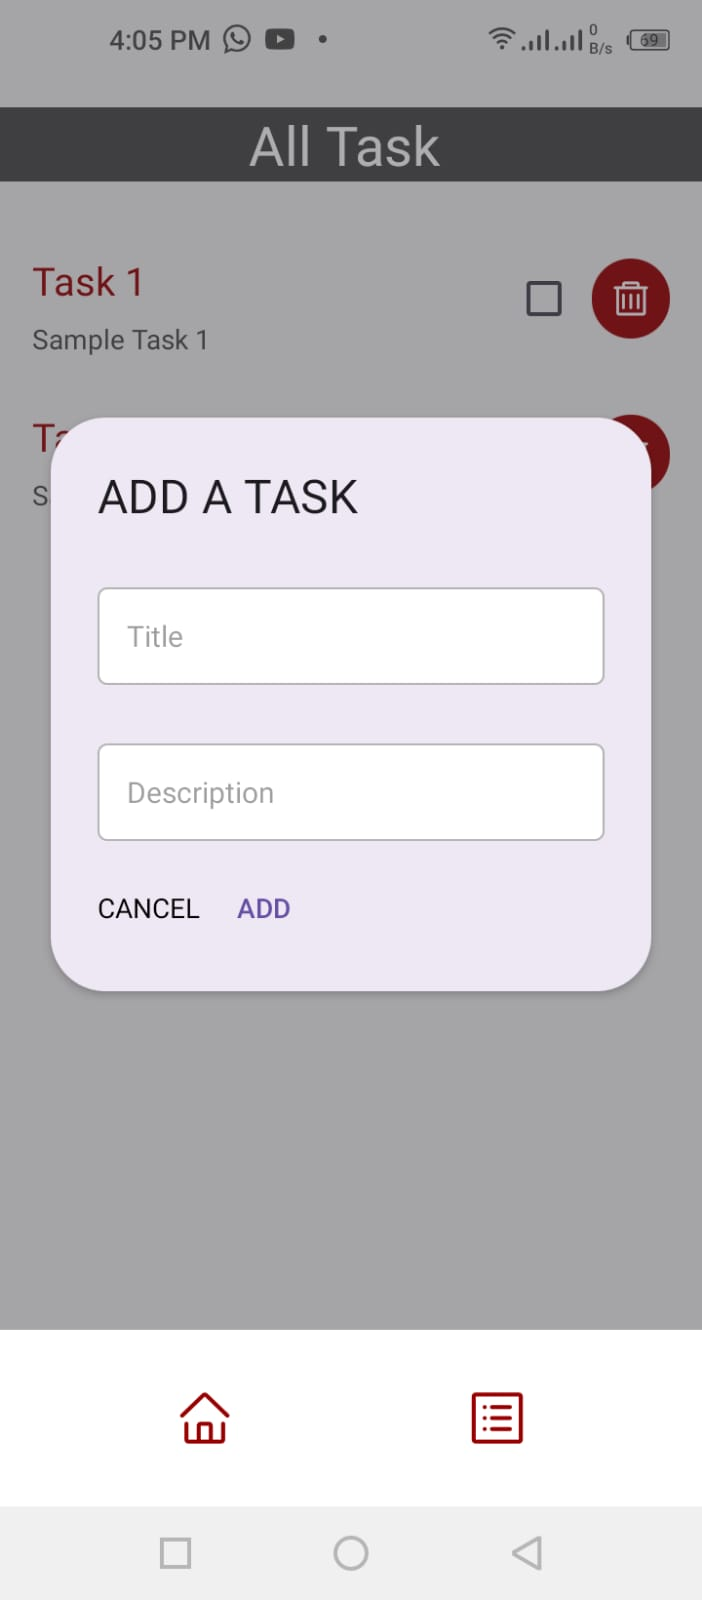 4:05 PM
0
B/s
69
All Task
Task 1
Sample Task 1
ADD A TASK
Title
Description
CANCEL ADD